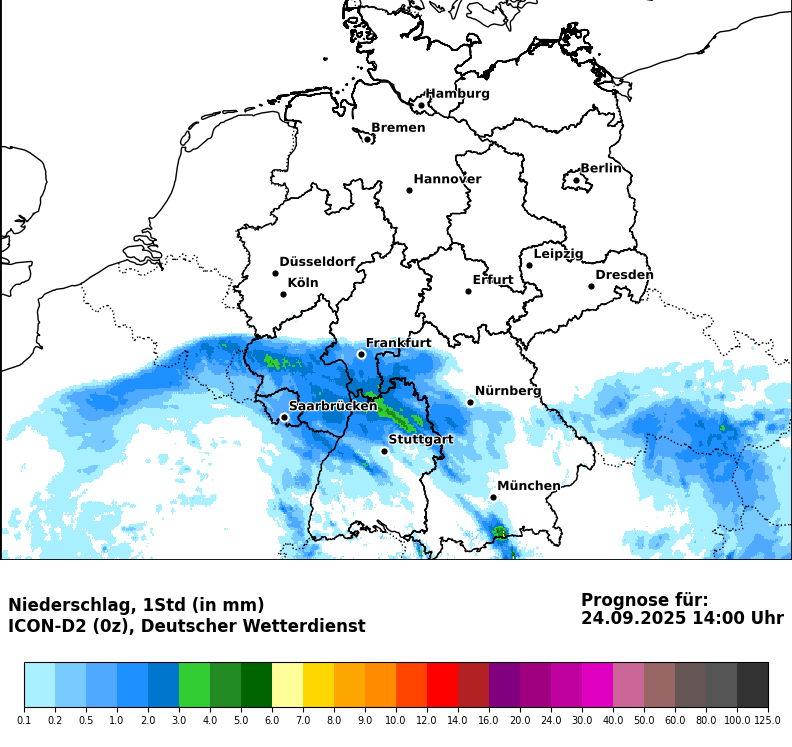 Hamburg
Bremen
Berlin
Hannover
Düsseldorf
Leipzig
Köln
Erfurt
Dresden
Frankfurt
Nürnberg
Saarbrücken
Stuttgart
München
Niederschlag, 1Std (in mm)
ICON-D2 (0z), Deutscher Wetterdienst
Prognose für:
24.09.2025 14:00 Uhr
0.1 0.2 0.5 1.0 2.0 3.0 4.0 5.0 6.0 7.0 8.0 9.0 10.0 12.0 14.0 16.0 20.0 24.0 30.0 40.0 50.0 60.0 80.0 100.0 125.0